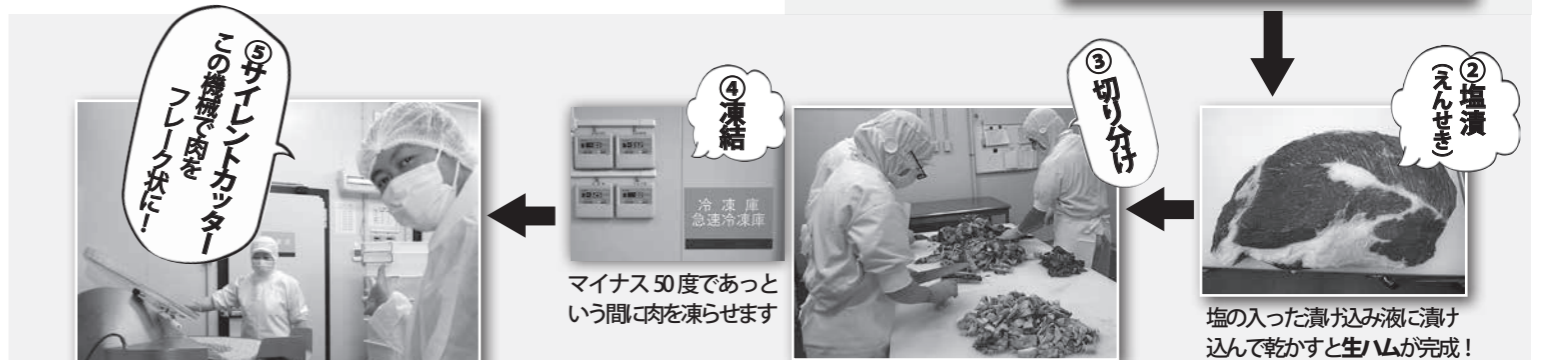 ②塩漬
(えんせき)
塩の入った漬け込み液に漬け
込んで乾かすと生ハムが完成！
③切り分け
④凍結
冷凍庫
急速冷凍庫
マイナス50度であっと
いう間に肉を凍らせます
⑤サイレントカッター
この機械で肉を
フレーク状に！